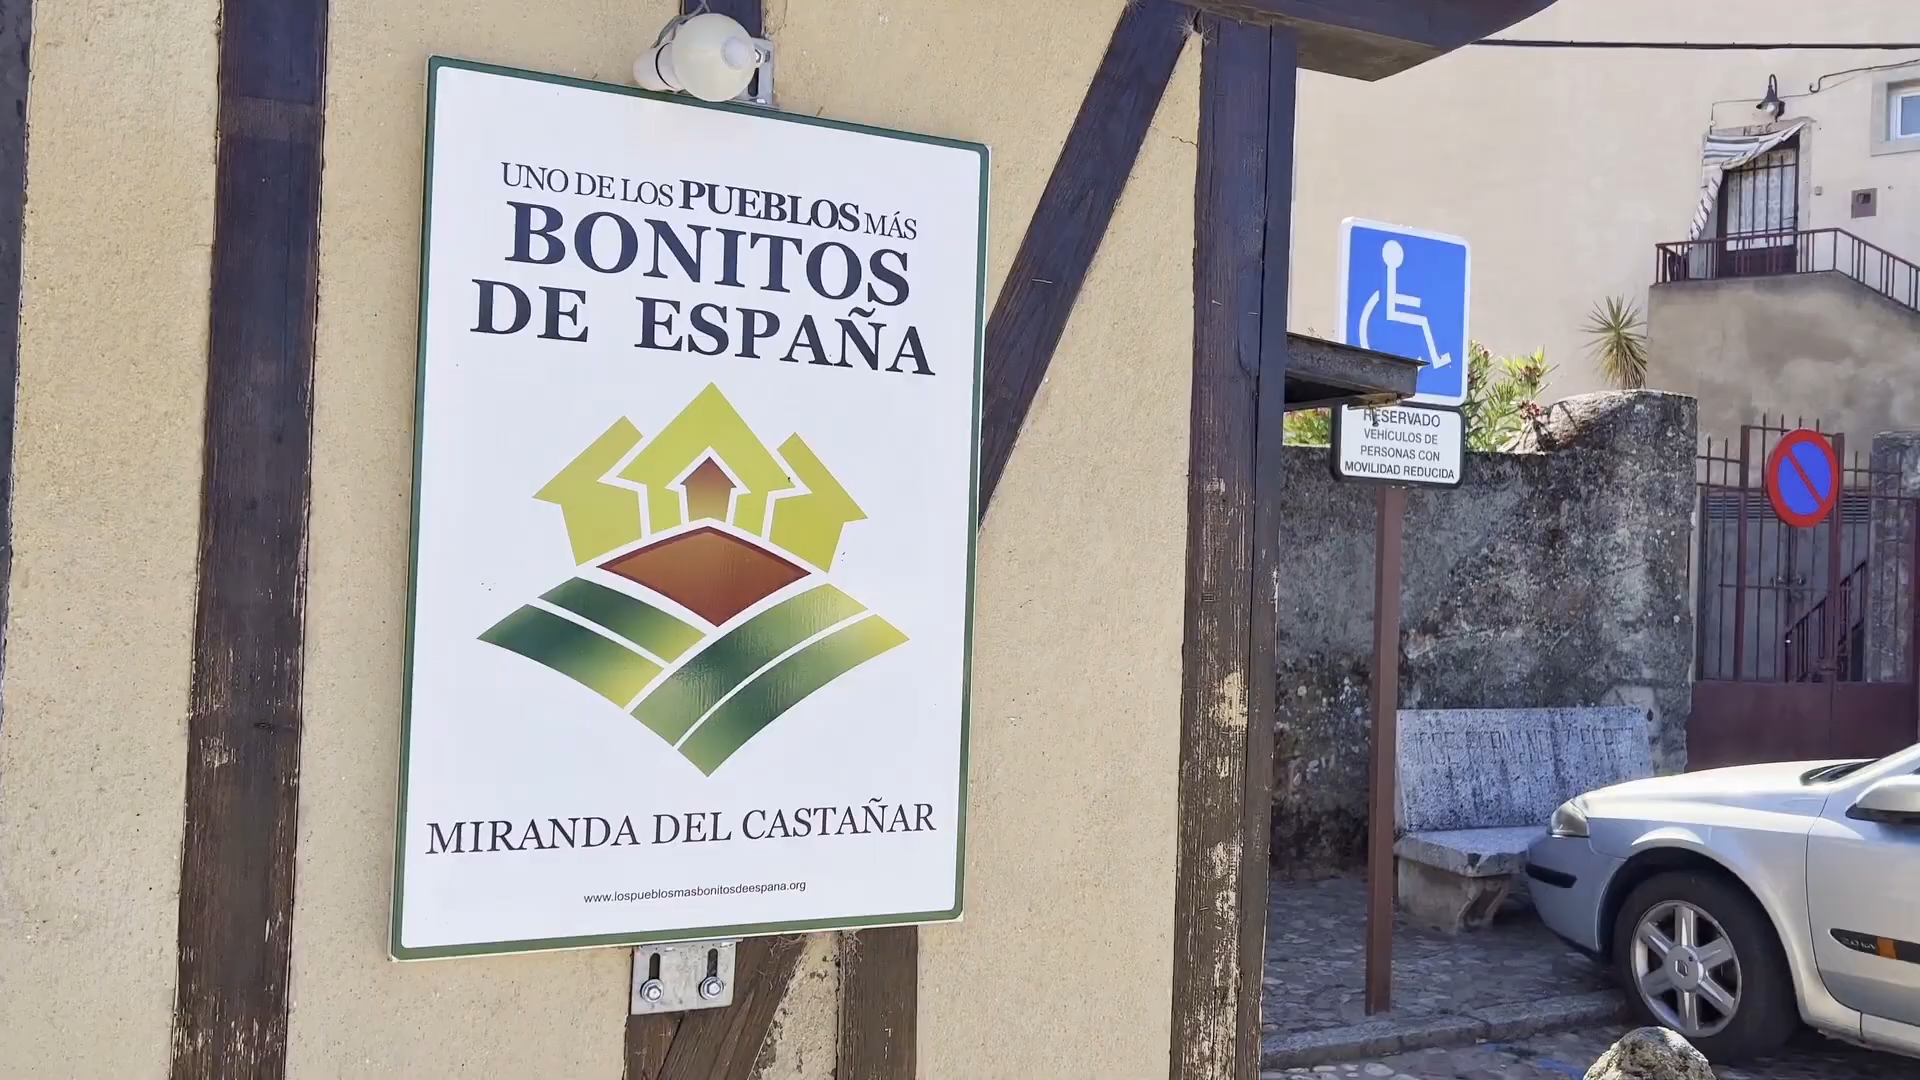 UNO DE LOS PUEBLOS MÁS
BONITOS
DE ESPAÑA
MIRANDA DEL CASTAÑAR
www.lospueblosmasbonitosdeespana.org
RESERVADO
VEHÍCULOS DE
PERSONAS CON
MOVILIDAD REDUCIDA